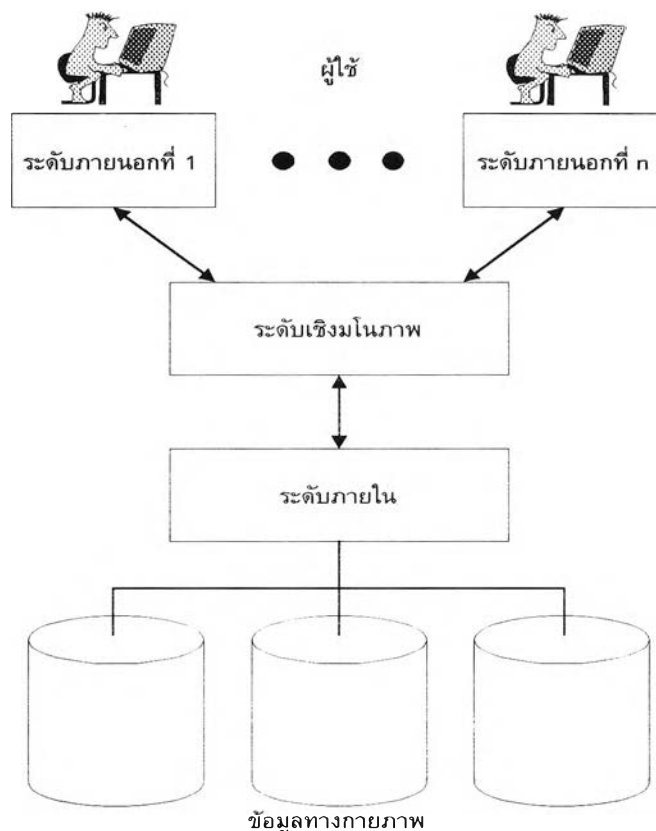 ผู้ใช้
ระดับภายนอกที่ 1
ระดับภายนอกที่ n
ระดับเชิงมโนภาพ
ระดับภายใน
ข้อมูลทางกายภาพ